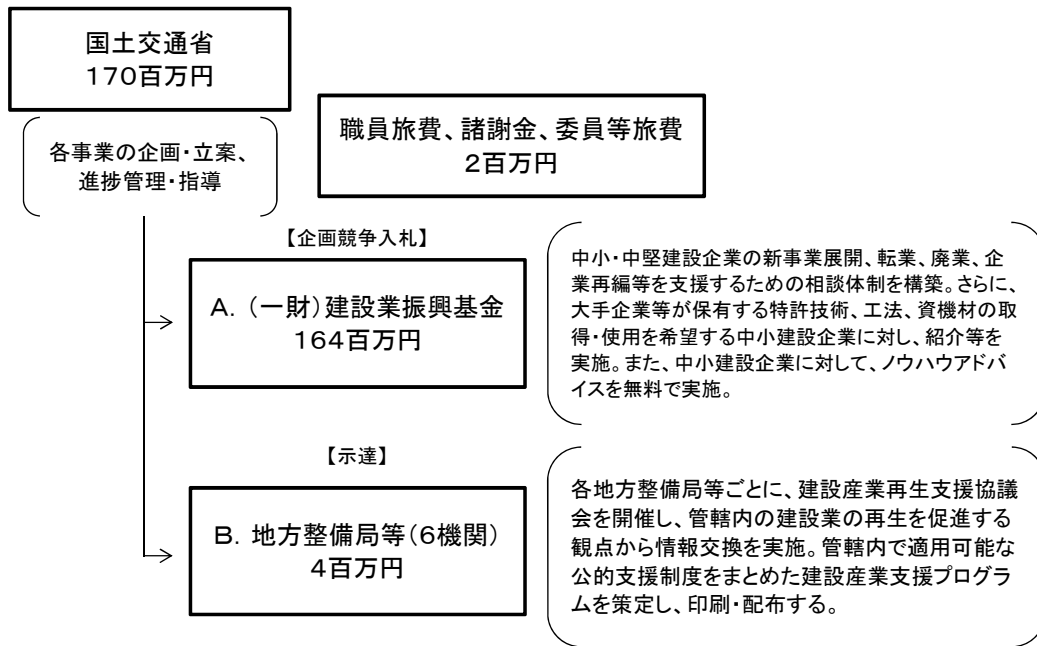 国土交通省
170百万円
各事業の企画・立案、
進捗管理・指導
職員旅費、諸謝金、委員等旅費
2百万円
【企画競争入札】
A．（一財）建設業振興基金
164百万円
中小・中堅建設企業の新事業展開、転業、廃業、企
業再編等を支援するための相談体制を構築。さらに、
大手企業等が保有する特許技術、工法、資機材の取
得・使用を希望する中小建設企業に対し、紹介等を
実施。また、中小建設企業に対して、ノウハウアドバ
イスを無料で実施。
【示達】
B．地方整備局等（6機関）
4百万円
各地方整備局等ごとに、建設産業再生支援協議
会を開催し、管轄内の建設業の再生を促進する
観点から情報交換を実施。管轄内で適用可能な
公的支援制度をまとめた建設産業支援プログラ
ムを策定し、印刷・配布する。